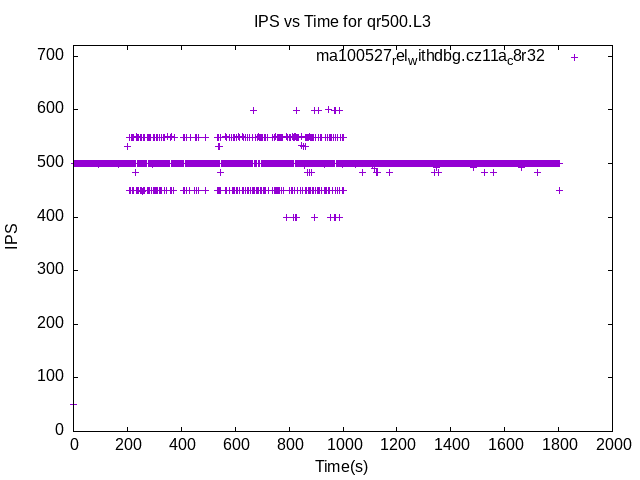 IPS vs Time for qr500.L3
ma100527relwithdbg.cz11ac8r32
700
600
500
400
300
200
100
0
IPS
0 200 400 600 800 1000 1200 1400 1600 1800 2000
Time(s)